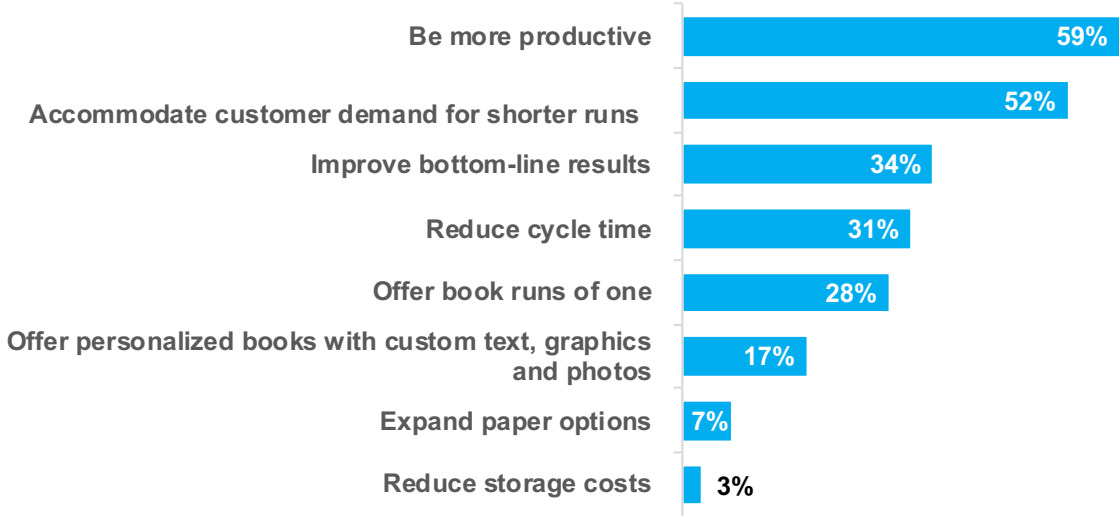 Be more productive 59%
Accommodate customer demand for shorter runs 52%
Improve bottom-line results 34%
Reduce cycle time 31%
Offer book runs of one 28%
Offer personalized books with custom text, graphics
and photos 17%
Expand paper options 7%
Reduce storage costs 3%